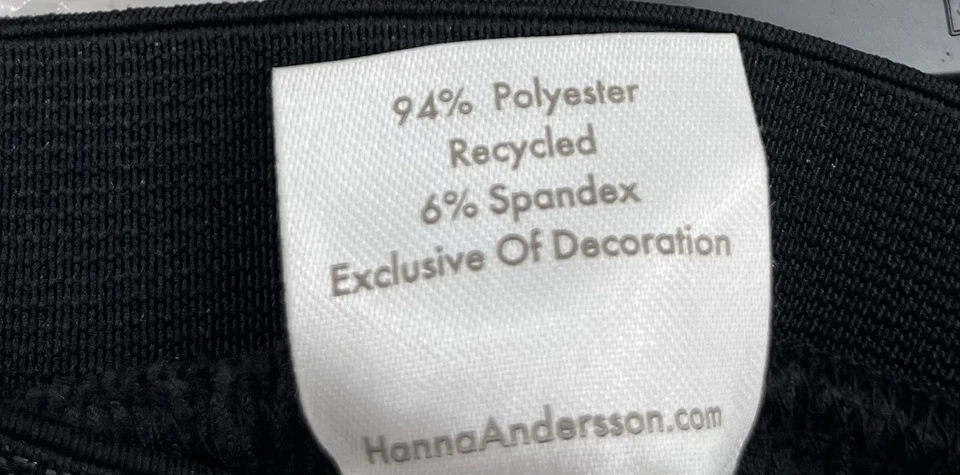 94% Polyester
Recycled
6% Spandex
Exclusive Of Decoration
HannaAndersson.com